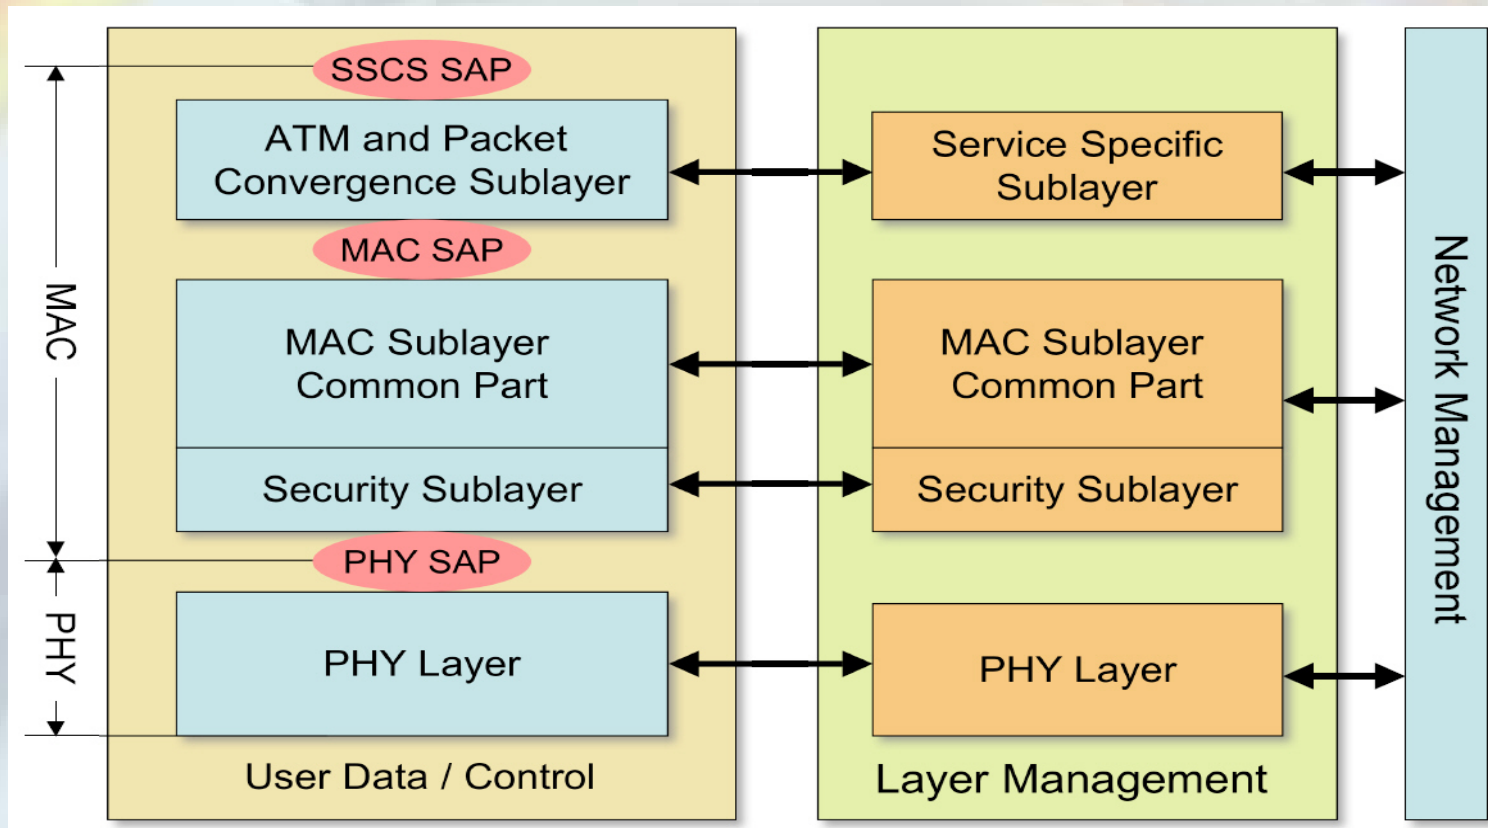 SSCS SAP
ATM and Packet
Convergence Sublayer
MAC SAP
MAC Sublayer
Common Part
Security Sublayer
PHY SAP
PHY Layer
User Data / Control
MAC
PHY
Service Specific
Sublayer
MAC Sublayer
Common Part
Security Sublayer
PHY Layer
Layer Management
Network Management